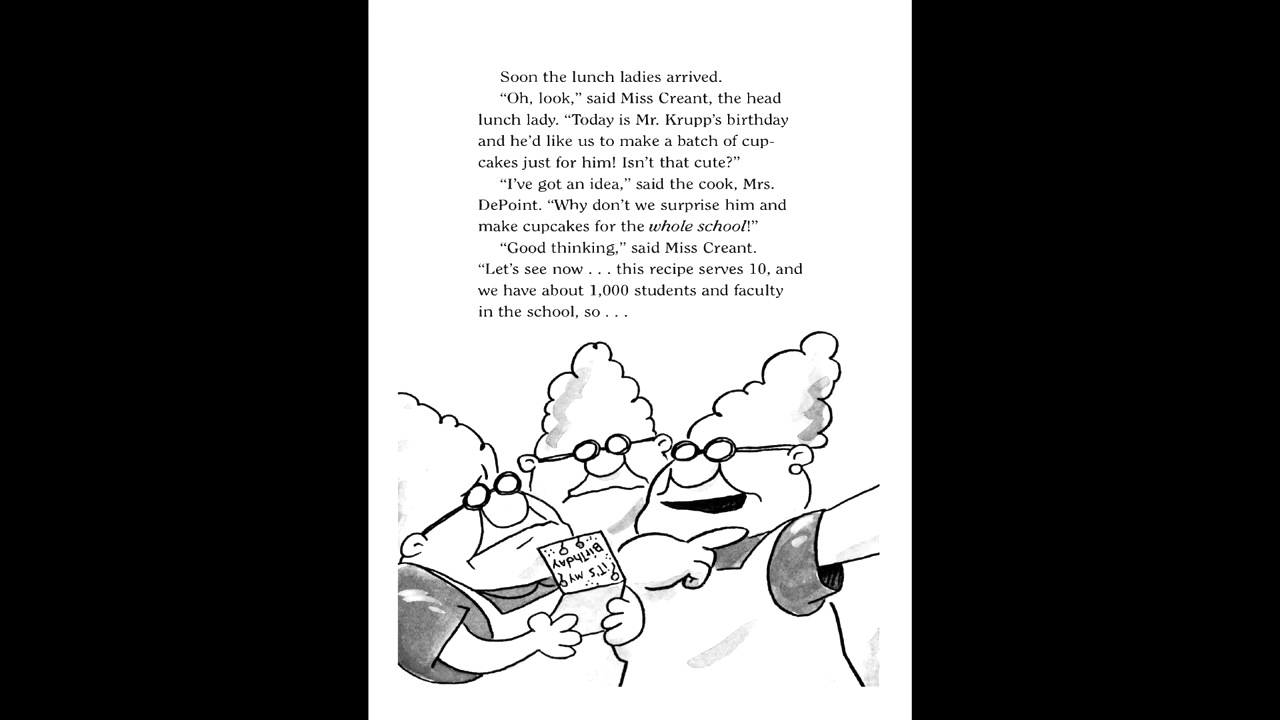 Soon the lunch ladies arrived.
“Oh, look,” said Miss Creant, the head
lunch lady. “Today is Mr. Krupp’s birthday
and he’d like us to make a batch of cup-
cakes just for him! Isn’t that cute?”
“I’ve got an idea,” said the cook, Mrs.
DePoint. “Why don’t we surprise him and
make cupcakes for the whole school!”
“Good thinking,” said Miss Creant.
“Let’s see now . . . this recipe serves 10, and
we have about 1,000 students and faculty
in the school, so . . .
IT'S MY
BIRTHDAY